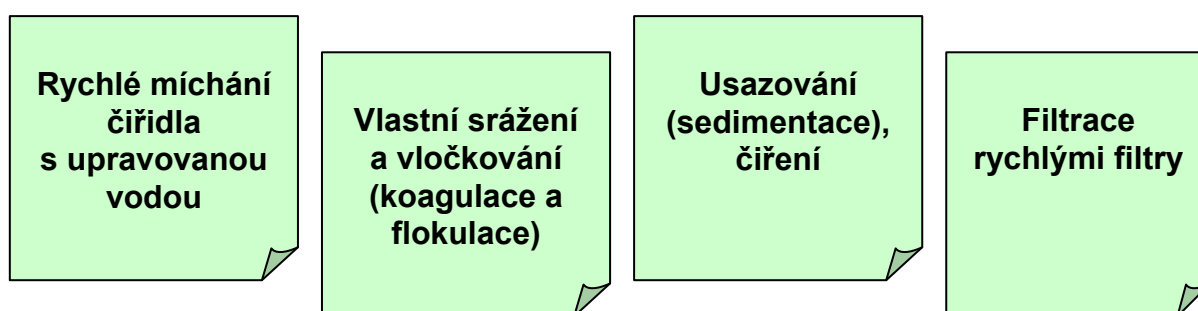 Rychlé míchání
čiřidla
s upravovanou
vodou
Vlastní srážení
a vločkování
(koagulace a
flokulace)
Usazování
(sedimentace),
čiření
Filtrace
rychlými filtry